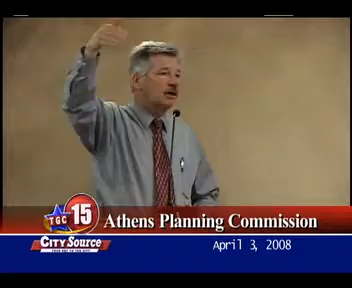 TGC 15
Athens Planning Commission
City Source
April 3, 2008